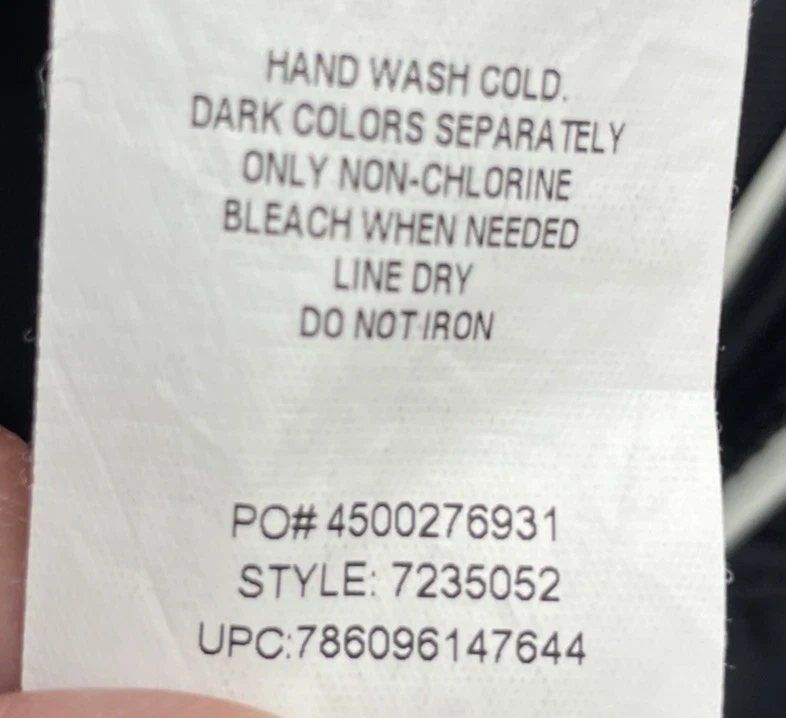 HAND WASH COLD.
DARK COLORS SEPARATELY
ONLY NON-CHLORINE
BLEACH WHEN NEEDED
LINE DRY
DO NOT IRON
PO# 4500276931
STYLE: 7235052
UPC:786096147644